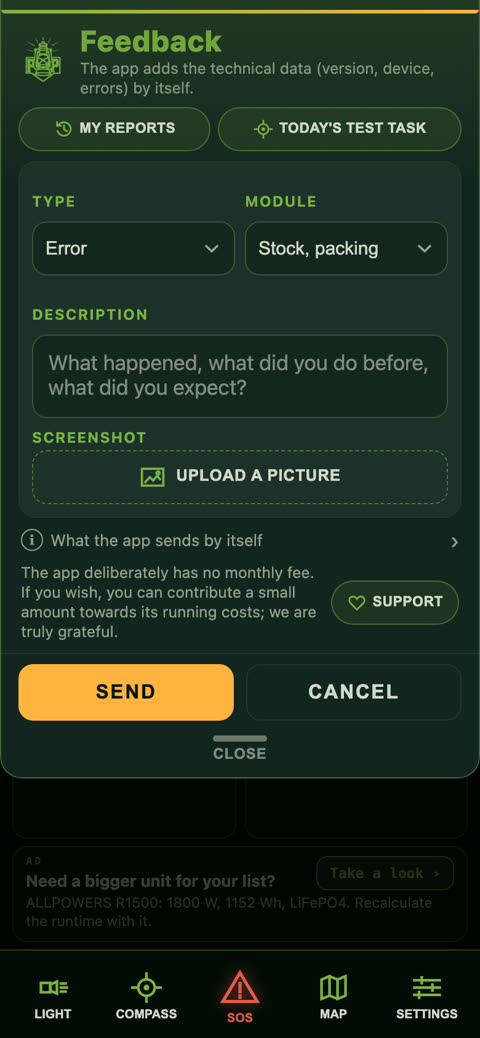 Feedback
The app adds the technical data (version, device,
errors) by itself.
MY REPORTS
TODAY'S TEST TASK
TYPE
MODULE
Error
Stock, packing
DESCRIPTION
What happened, what did you do before,
what did you expect?
SCREENSHOT
UPLOAD A PICTURE
What the app sends by itself
The app deliberately has no monthly fee.
If you wish, you can contribute a small
amount towards its running costs; we are
truly grateful.
SUPPORT
SEND
CANCEL
CLOSE
AD
Need a bigger unit for your list?
Take a look ›
ALLPOWERS R1500: 1800 W, 1152 Wh, LiFePO4. Recalculate
the runtime with it.
LIGHT
COMPASS
SOS
MAP
SETTINGS